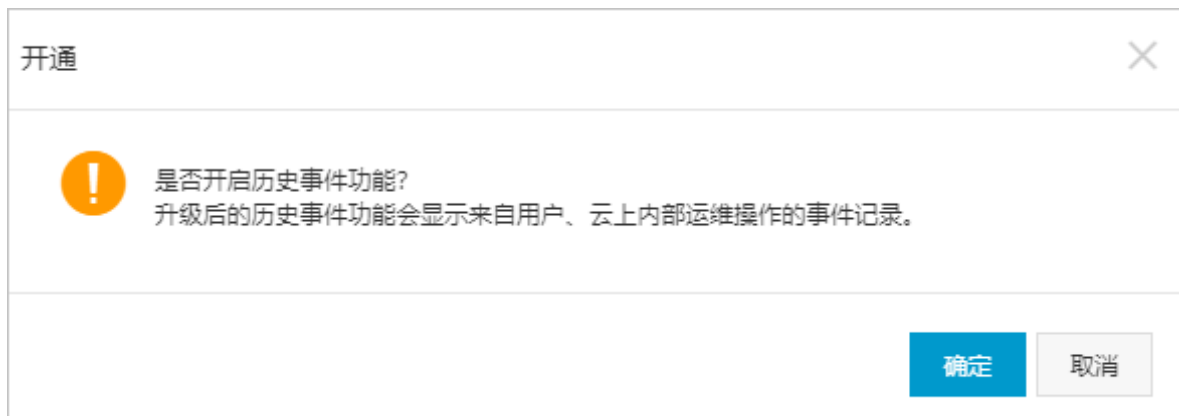 开通
是否开启历史事件功能?
升级后的历史事件功能会显示来自用户、云上内部运维操作的事件记录。
确定
取消